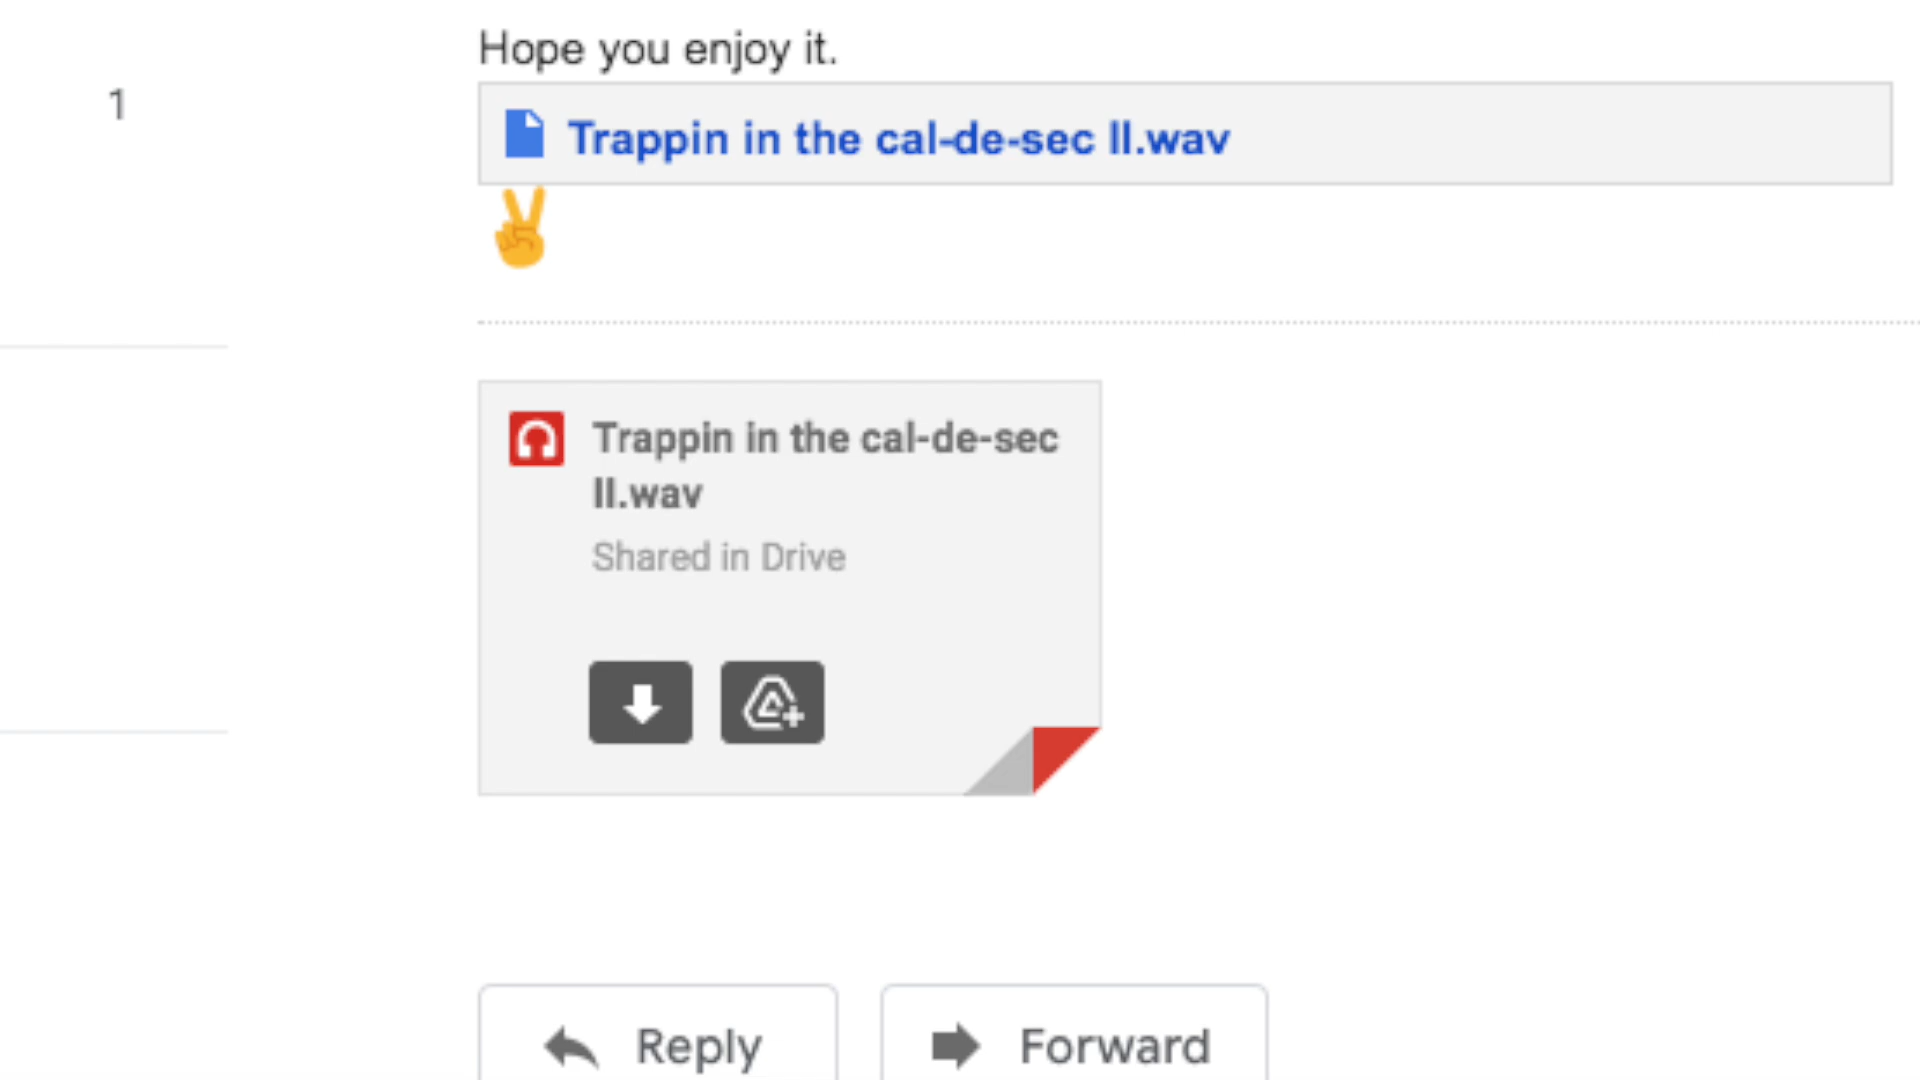 Hope you enjoy it.
1
Trappin in the cal-de-sec II.wav
✌
Trappin in the cal-de-sec
II.wav
Shared in Drive
Reply
Forward